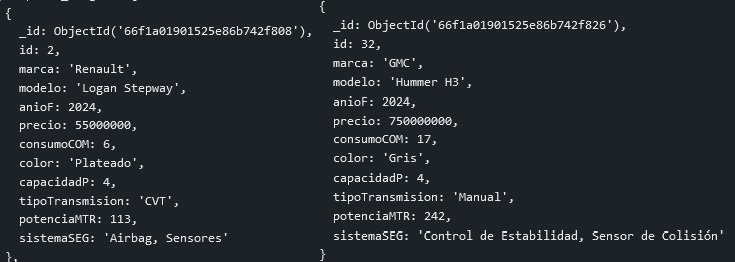 {
_id: ObjectId('66f1a01901525e86b742f808'),
id: 2,
marca: 'Renault',
modelo: 'Logan Stepway',
anioF: 2024,
precio: 55000000,
consumoCOM: 6,
color: 'Plateado',
capacidadP: 4,
tipoTransmision: 'CVT',
potenciaMTR: 113,
sistemaSEG: 'Airbag, Sensores'
},
{
_id: ObjectId('66f1a01901525e86b742f826'),
id: 32,
marca: 'GMC',
modelo: 'Hummer H3',
anioF: 2024,
precio: 750000000,
consumoCOM: 17,
color: 'Gris',
capacidadP: 4,
tipoTransmision: 'Manual',
potenciaMTR: 242,
sistemaSEG: 'Control de Estabilidad, Sensor de Colisión'
}